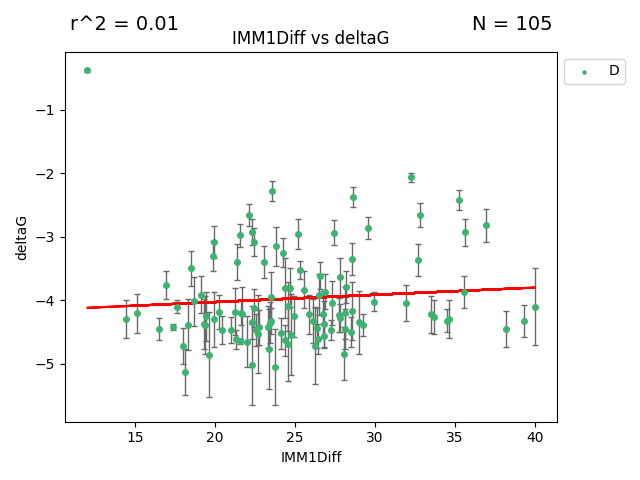 r^2 = 0.01
N = 105
IMM1Diff vs deltaG
D
deltaG
−1
−2
−3
−4
−5
15
20
25
30
35
40
IMM1Diff